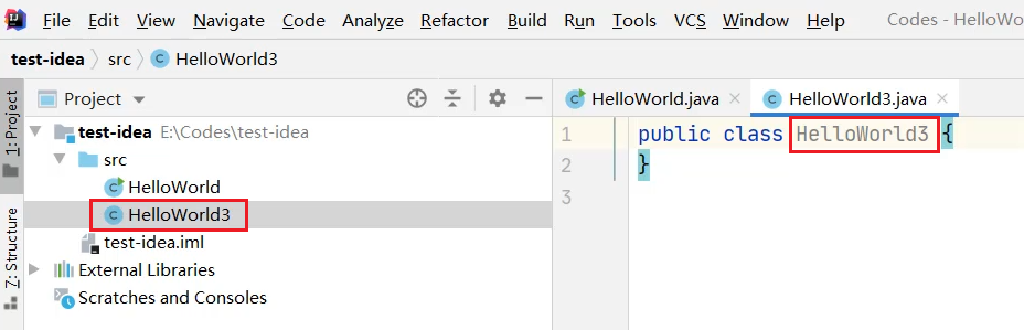 File Edit View Navigate Code Analyze Refactor Build Run Tools VCS Window Help Codes - HelloWo
test-idea src HelloWorld3
1: Project
Project
HelloWorld.java HelloWorld3.java
test-idea E:\Codes\test-idea
src
HelloWorld
HelloWorld3
test-idea.iml
External Libraries
Scratches and Consoles
Z: Structure
1 public class HelloWorld3 {
2 }
3